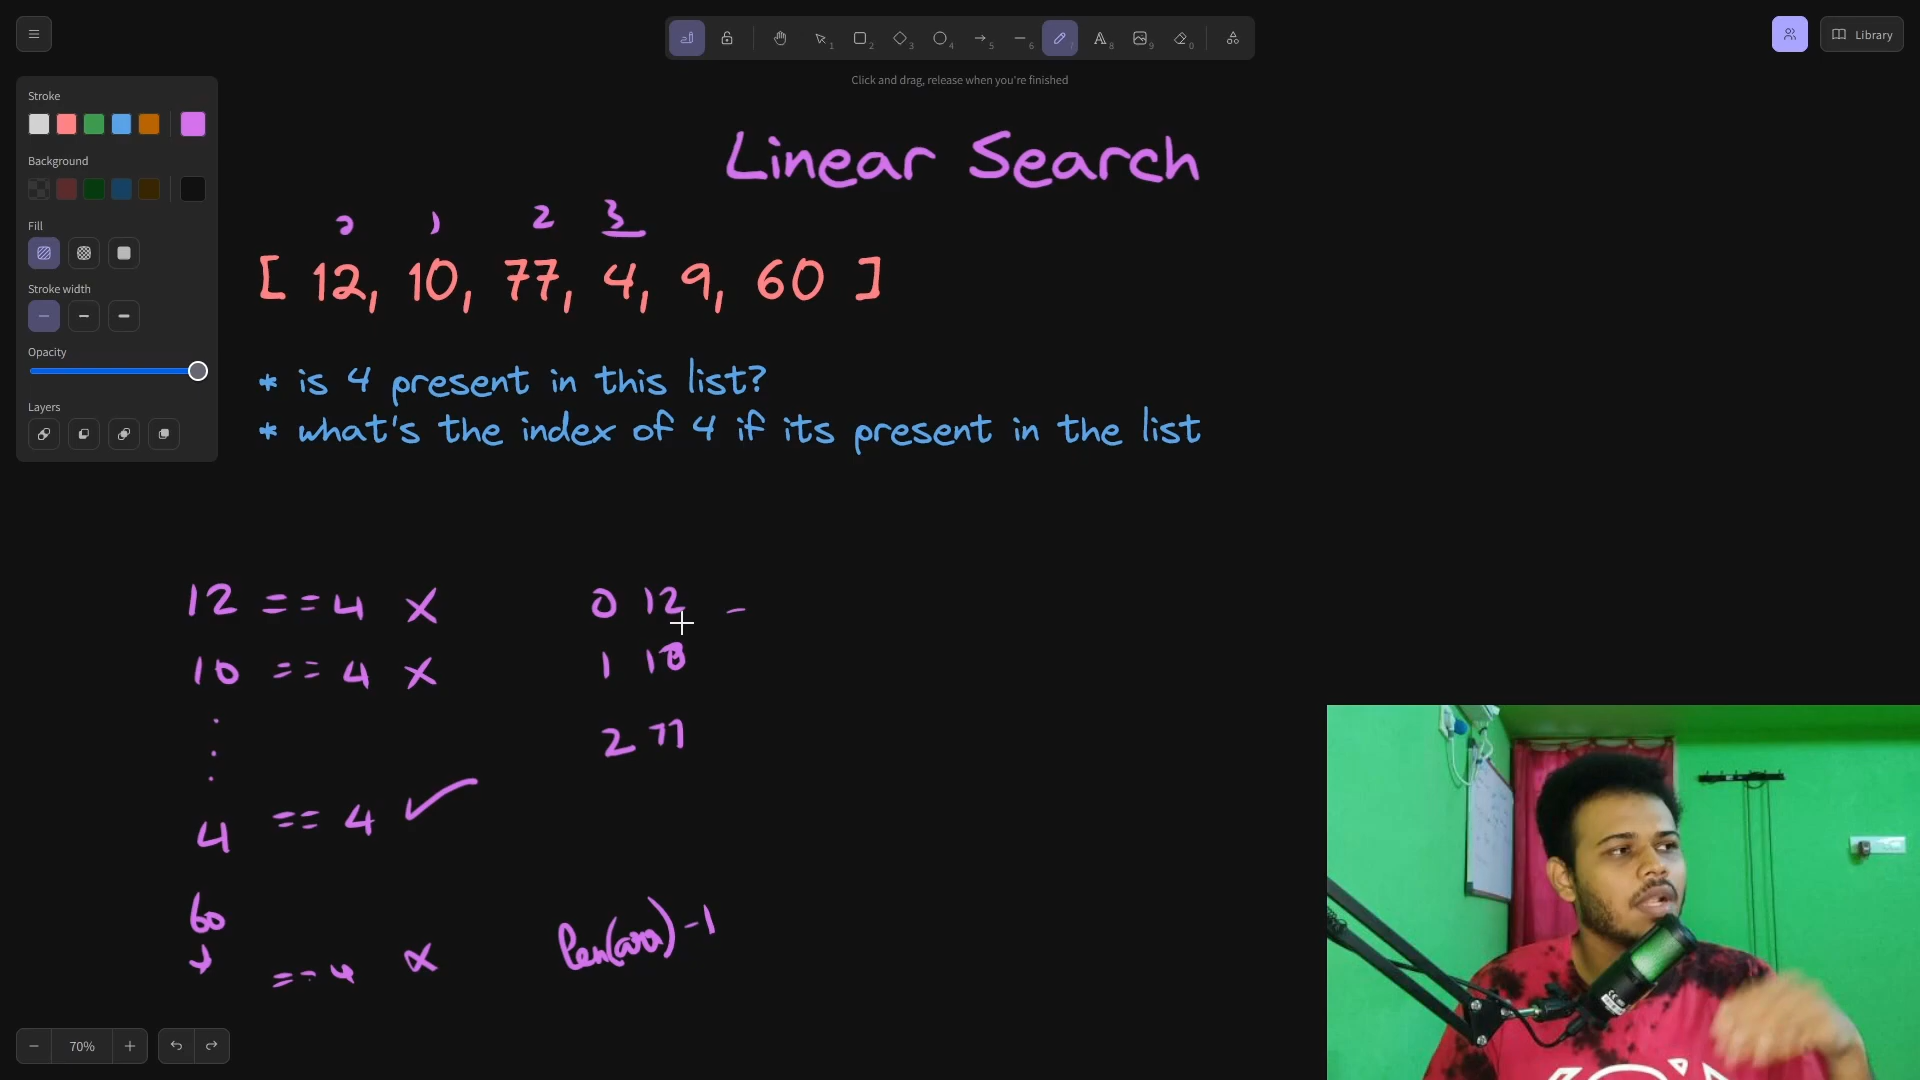 Click and drag, release when you're finished
Library
Stroke
Background
Fill
Stroke width
Opacity
Layers
Linear Search
0 1 2 3
[ 12, 10, 77, 4, 9, 60 ]
* is 4 present in this list?
* what's the index of 4 if its present in the list
12 == 4 X
10 == 4 X
4 == 4 ✓
60
== 4 X
0 12 -
1 10
2 77
len(arr)-1
70%